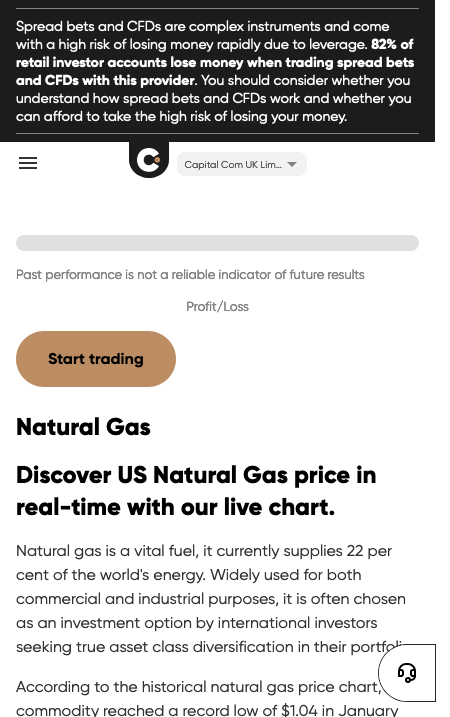 Spread bets and CFDs are complex instruments and come
with a high risk of losing money rapidly due to leverage. 82% of
retail investor accounts lose money when trading spread bets
and CFDs with this provider. You should consider whether you
understand how spread bets and CFDs work and whether you
can afford to take the high risk of losing your money.
Capital Com UK Lim...
Past performance is not a reliable indicator of future results
Profit/Loss
Start trading
Natural Gas
Discover US Natural Gas price in
real-time with our live chart.
Natural gas is a vital fuel, it currently supplies 22 per
cent of the world's energy. Widely used for both
commercial and industrial purposes, it is often chosen
as an investment option by international investors
seeking true asset class diversification in their
According to the historical natural gas price chart,
commodity reached a record low of $1.04 in January